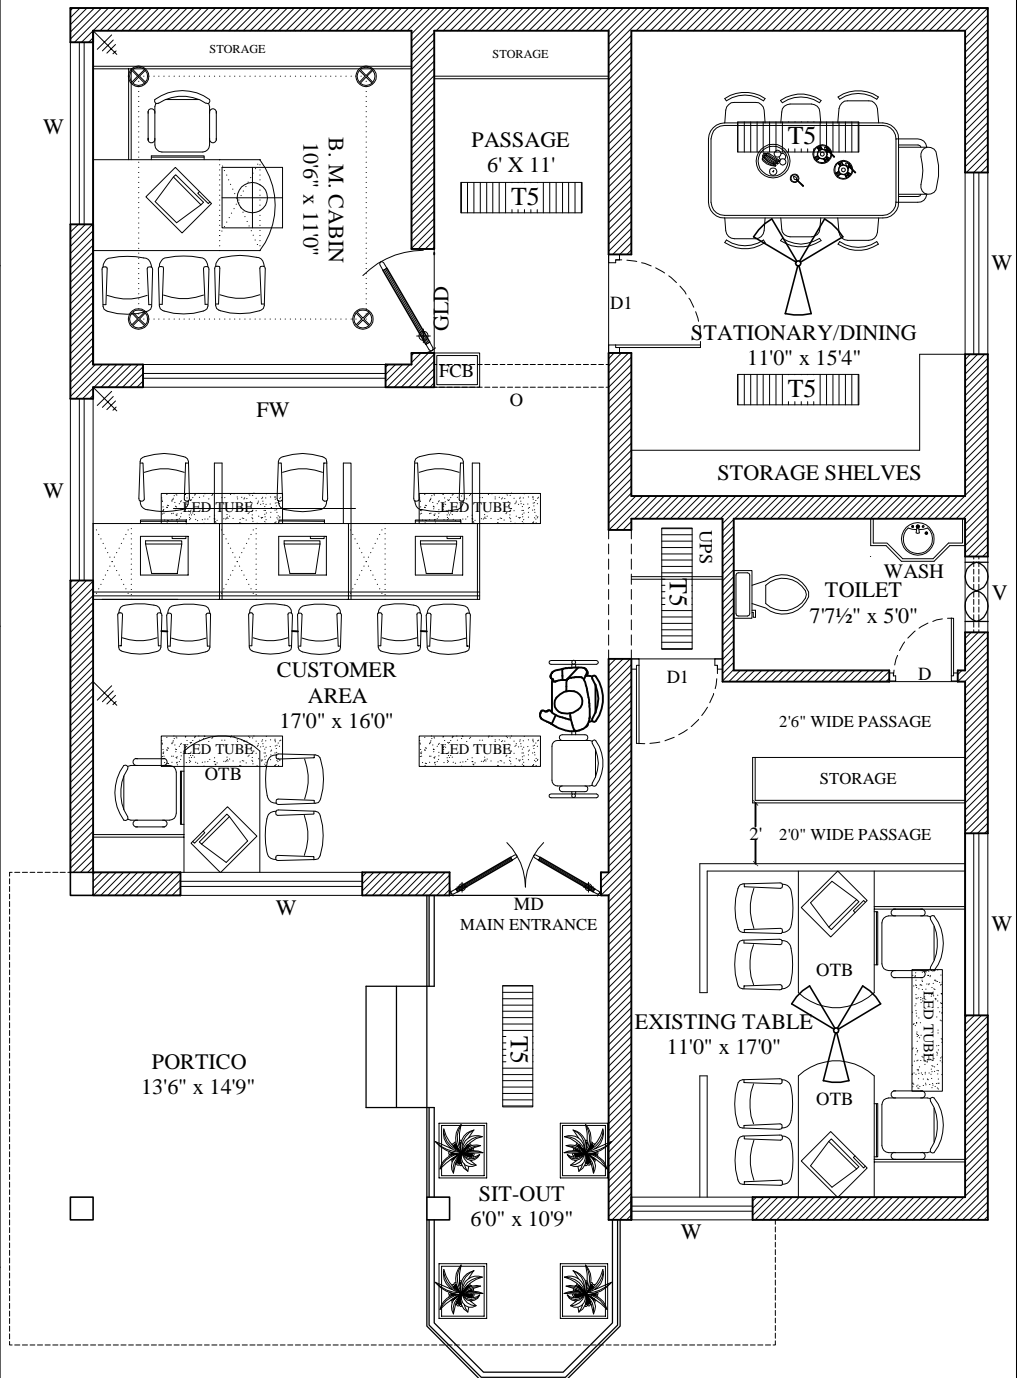 STORAGE
STORAGE
W
B. M. CABIN
10'6" x 11'0"
PASSAGE
6' X 11'
T5
T5
W
GLD
D1
STATIONARY/DINING
11'0" x 15'4"
T5
FCB
O
FW
STORAGE SHELVES
W
LED TUBE
LED TUBE
UPS
T5
WASH
TOILET
7'7½" x 5'0"
V
CUSTOMER
AREA
17'0" x 16'0"
D1
D
2'6" WIDE PASSAGE
LED TUBE
LED TUBE
OTB
STORAGE
2'
2'0" WIDE PASSAGE
W
MD
MAIN ENTRANCE
W
OTB
LED TUBE
T5
EXISTING TABLE
11'0" x 17'0"
PORTICO
13'6" x 14'9"
OTB
SIT-OUT
6'0" x 10'9"
W